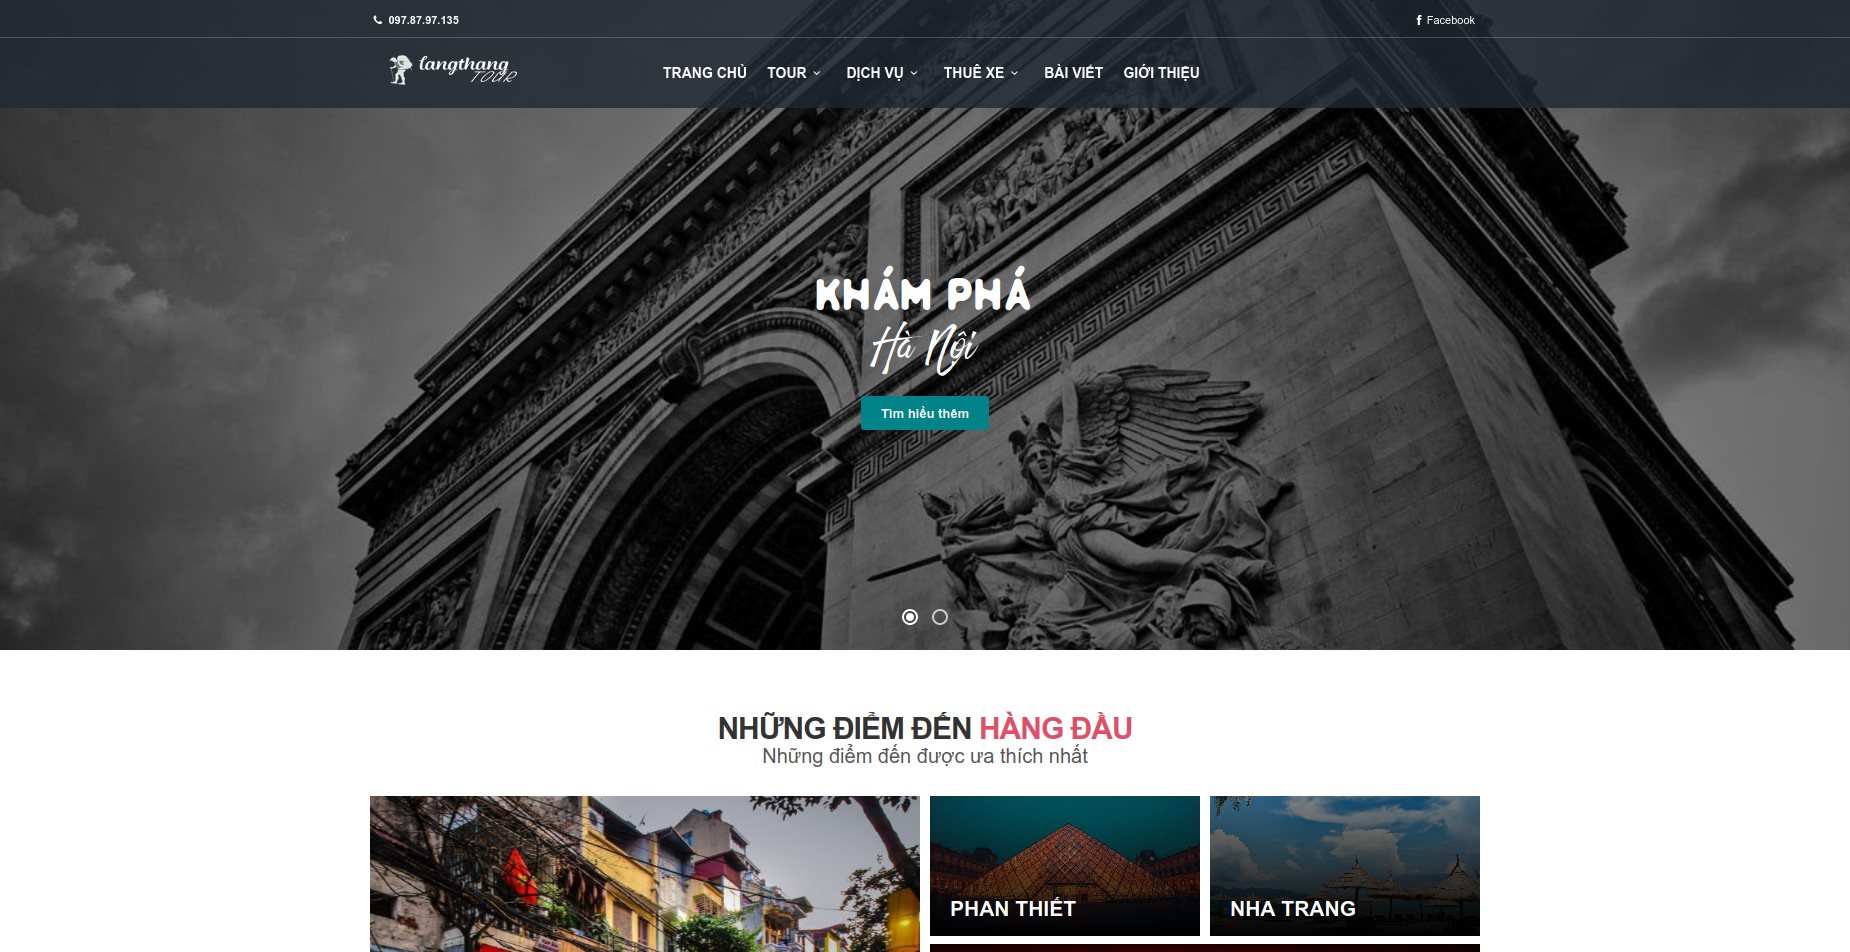 097.87.97.135
Facebook
langthang
TOUR
TRANG CHỦ TOUR DỊCH VỤ THUÊ XE BÀI VIẾT GIỚI THIỆU
KHÁM PHÁ
Hà Nội
Tìm hiểu thêm
NHỮNG ĐIỂM ĐẾN HÀNG ĐẦU
Những điểm đến được ưa thích nhất
PHAN THIẾT
NHA TRANG